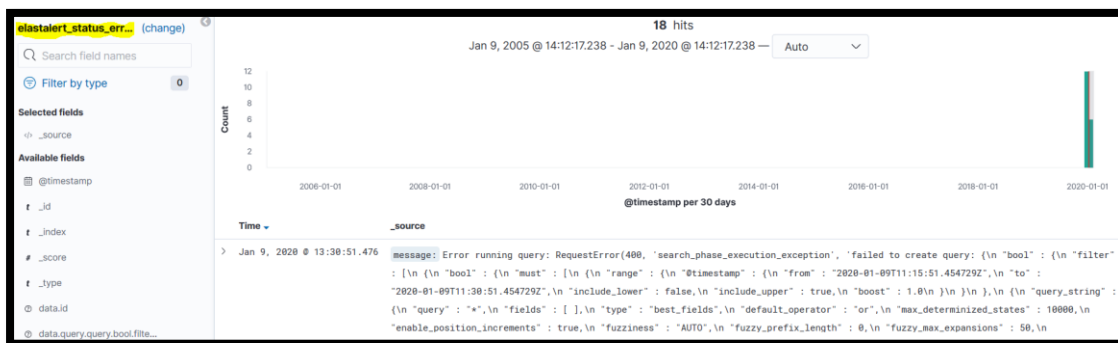 elastalert_status_err... (change)
Search field names
Filter by type 0
Selected fields
</> _source
Available fields
@timestamp
t _id
t _index
# _score
t _type
data.id
data.query.query.bool.filte...
18 hits
Jan 9, 2005 @ 14:12:17.238 - Jan 9, 2020 @ 14:12:17.238 — Auto
Count
12
10
8
6
4
2
0
2006-01-01 2008-01-01 2010-01-01 2012-01-01 2014-01-01 2016-01-01 2018-01-01 2020-01-01
@timestamp per 30 days
Time _source
> Jan 9, 2020 @ 13:30:51.476 message: Error running query: RequestError(400, 'search_phase_execution_exception', 'failed to create query: {\n "bool" : {\n "filter"
: [\n {\n "bool" : {\n "must" : [\n {\n "range" : {\n "@timestamp" : {\n "from" : "2020-01-09T11:15:51.454729Z",\n "to" :
"2020-01-09T11:30:51.454729Z",\n "include_lower" : false,\n "include_upper" : true,\n "boost" : 1.0\n }\n }\n },\n {\n "query_string" :
{\n "query" : "*",\n "fields" : [ ],\n "type" : "best_fields",\n "default_operator" : "or",\n "max_determinized_states" : 10000,\n
"enable_position_increments" : true,\n "fuzziness" : "AUTO",\n "fuzzy_prefix_length" : 0,\n "fuzzy_max_expansions" : 50,\n